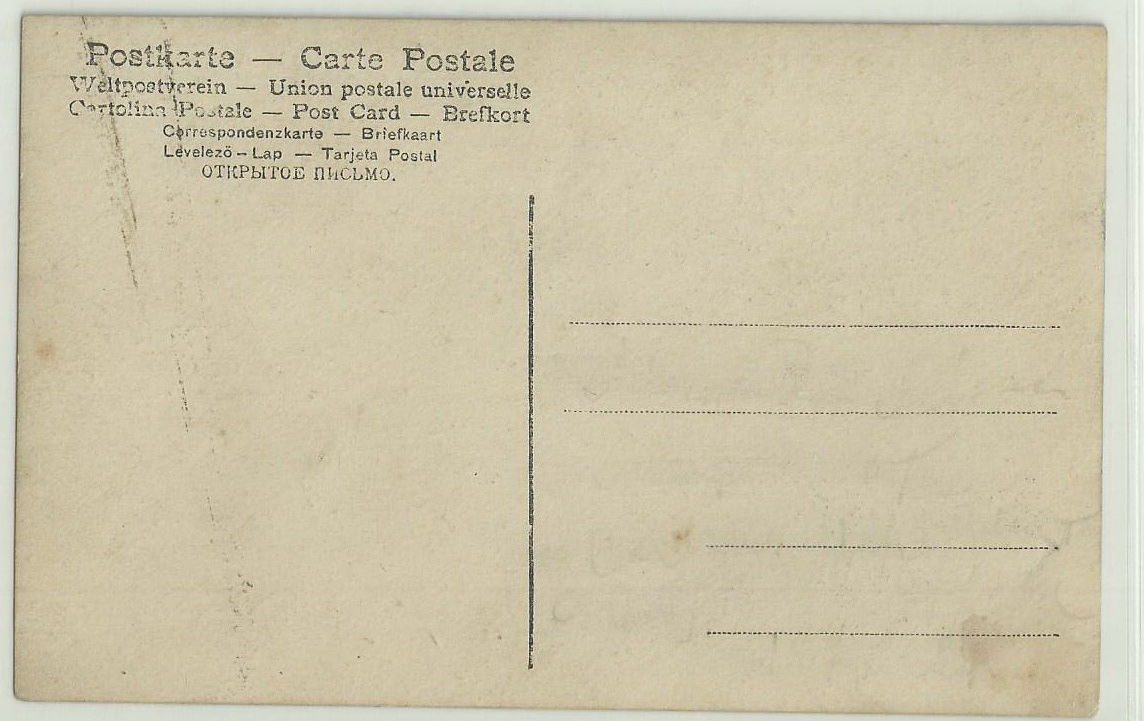 Postkarte — Carte Postale
Weltpostverein — Union postale universelle
Cartolina Postale — Post Card — Brefkort
Correspondenzkarte — Briefkaart
Levelezö – Lap — Tarjeta Postal
ОТКРЫТОЕ ПИСЬМО.